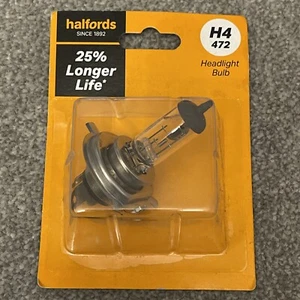 halfords
SINCE 1892
25%
Longer
Life*
H4
472
Headlight
Bulb